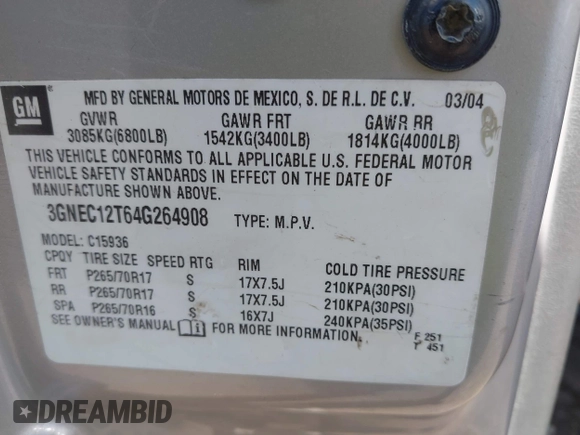 GM
MFD BY GENERAL MOTORS DE MEXICO, S. DE R.L. DE C.V. 03/04
GVWR GAWR FRT GAWR RR
3085KG(6800LB) 1542KG(3400LB) 1814KG(4000LB)
THIS VEHICLE CONFORMS TO ALL APPLICABLE U.S. FEDERAL MOTOR
VEHICLE SAFETY STANDARDS IN EFFECT ON THE DATE OF
MANUFACTURE SHOWN ABOVE.
3GNEC12T64G264908 TYPE: M.P.V.
MODEL: C15936
CPQY TIRE SIZE SPEED RTG RIM COLD TIRE PRESSURE
FRT P265/70R17 S 17X7.5J 210KPA(30PSI)
RR P265/70R17 S 17X7.5J 210KPA(30PSI)
SPA P265/70R16 S 16X7J 240KPA(35PSI)
SEE OWNER'S MANUAL FOR MORE INFORMATION. F 251
T 451
DREAMBID